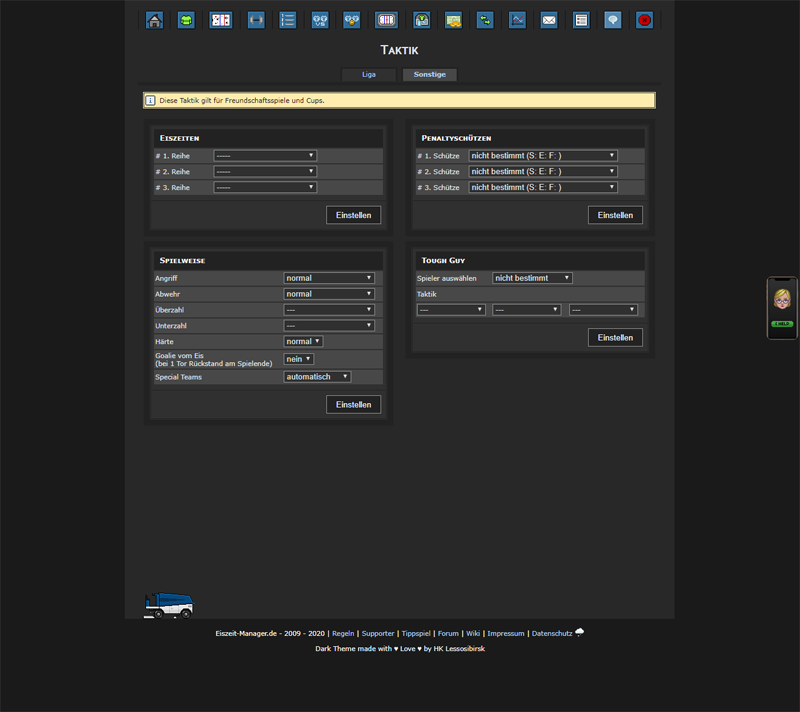 Taktik
Liga Sonstige
Diese Taktik gilt für Freundschaftsspiele und Cups.
Eiszeiten
# 1. Reihe -----
# 2. Reihe -----
# 3. Reihe -----
Einstellen
Penaltyschützen
# 1. Schütze nicht bestimmt (S: E: F: )
# 2. Schütze nicht bestimmt (S: E: F: )
# 3. Schütze nicht bestimmt (S: E: F: )
Einstellen
Spielweise
Angriff normal
Abwehr normal
Überzahl ---
Unterzahl ---
Härte normal
Goalie vom Eis
(bei 1 Tor Rückstand am Spielende) nein
Special Teams automatisch
Einstellen
Tough Guy
Spieler auswählen nicht bestimmt
Taktik
--- --- ---
Einstellen
I HELP
Eiszeit-Manager.de - 2009 - 2020 | Regeln | Supporter | Tippspiel | Forum | Wiki | Impressum | Datenschutz
Dark Theme made with ♥ Love ♥ by HK Lessosibirsk